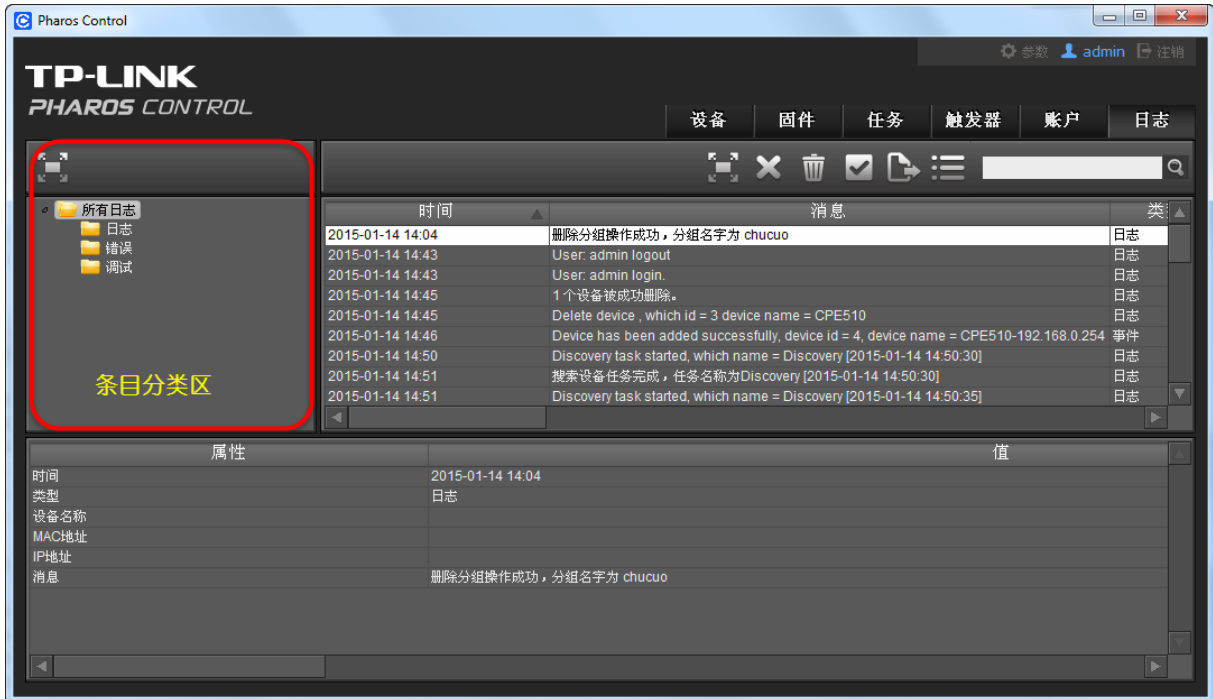 Pharos Control
参数 admin 注销
TP-LINK
PHAROS CONTROL
设备 固件 任务 触发器 账户 日志
所有日志
日志
错误
调试
条目分类区
时间 消息 类
2015-01-14 14:04 删除分组操作成功，分组名字为 chucuo 日志
2015-01-14 14:43 User: admin logout 日志
2015-01-14 14:43 User: admin login. 日志
2015-01-14 14:45 1个设备被成功删除。 日志
2015-01-14 14:45 Delete device , which id = 3 device name = CPE510 日志
2015-01-14 14:46 Device has been added successfully, device id = 4, device name = CPE510-192.168.0.254 事件
2015-01-14 14:50 Discovery task started, which name = Discovery [2015-01-14 14:50:30] 日志
2015-01-14 14:51 搜索设备任务完成，任务名称为Discovery [2015-01-14 14:50:30] 日志
2015-01-14 14:51 Discovery task started, which name = Discovery [2015-01-14 14:50:35] 日志
属性 值
时间 2015-01-14 14:04
类型 日志
设备名称
MAC地址
IP地址
消息 删除分组操作成功，分组名字为 chucuo